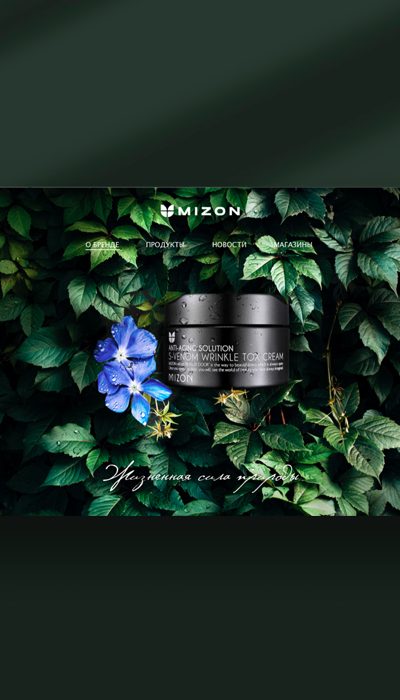 MIZON
О БРЕНДЕ ПРОДУКТЫ НОВОСТИ МАГАЗИНЫ
ANTI-AGING SOLUTION
S-VENOM WRINKLE TOX CREAM
MIZON
Жизненная сила природы